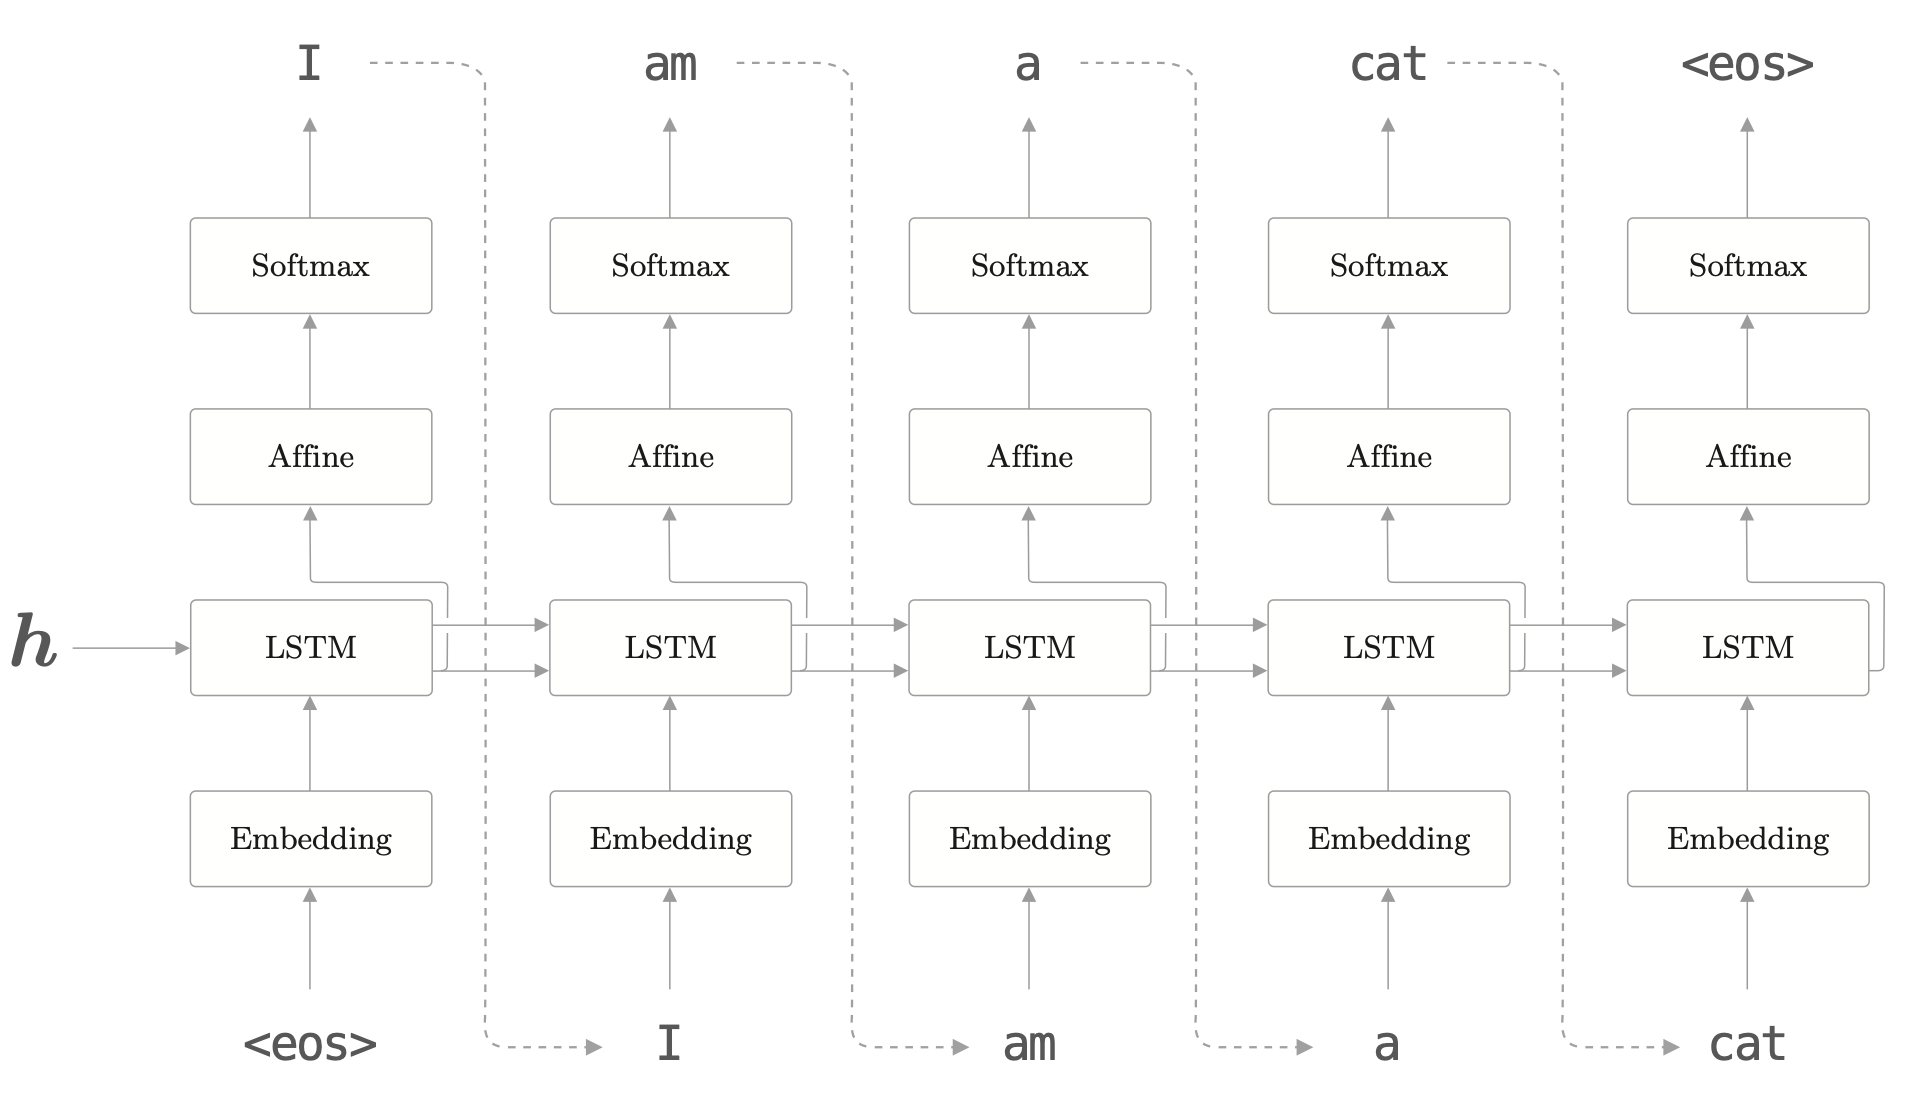 I am a cat <eos>
Softmax Softmax Softmax Softmax Softmax
Affine Affine Affine Affine Affine
h LSTM LSTM LSTM LSTM LSTM
Embedding Embedding Embedding Embedding Embedding
<eos> I am a cat